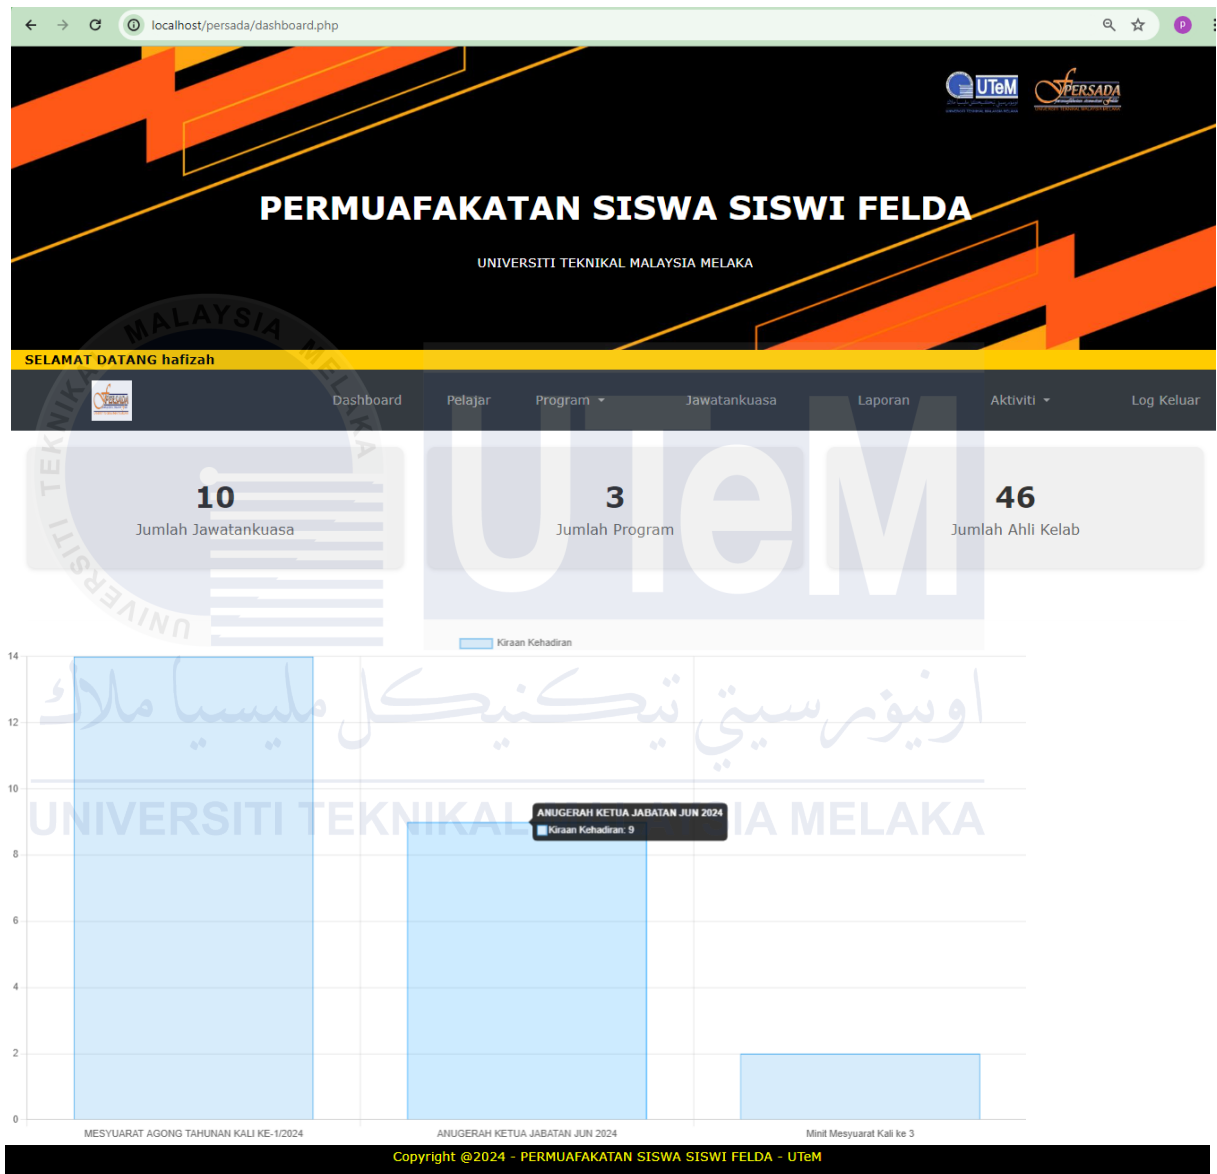 localhost/persada/dashboard.php
P
UTeM
PERSADA
PERMUAFAKATAN SISWA SISWI FELDA
UNIVERSITI TEKNIKAL MALAYSIA MELAKA
SELAMAT DATANG hafizah
PERSADA
Dashboard Pelajar Program Jawatankuasa Laporan Aktiviti Log Keluar
10
Jumlah Jawatankuasa
3
Jumlah Program
46
Jumlah Ahli Kelab
UNIVERSITI TEKNIKAL MALAYSIA MELAKA
UTeM
Kiraan Kehadiran
14
12
10
8
6
4
2
0
اونيۏرسيتي تيكنيكل مليسيا ملاك
UNIVERSITI TEKNIKAL MALAYSIA MELAKA
ANUGERAH KETUA JABATAN JUN 2024
Kiraan Kehadiran: 9
MESYUARAT AGONG TAHUNAN KALI KE-1/2024
ANUGERAH KETUA JABATAN JUN 2024
Minit Mesyuarat Kali ke 3
Copyright @2024 - PERMUAFAKATAN SISWA SISWI FELDA - UTeM